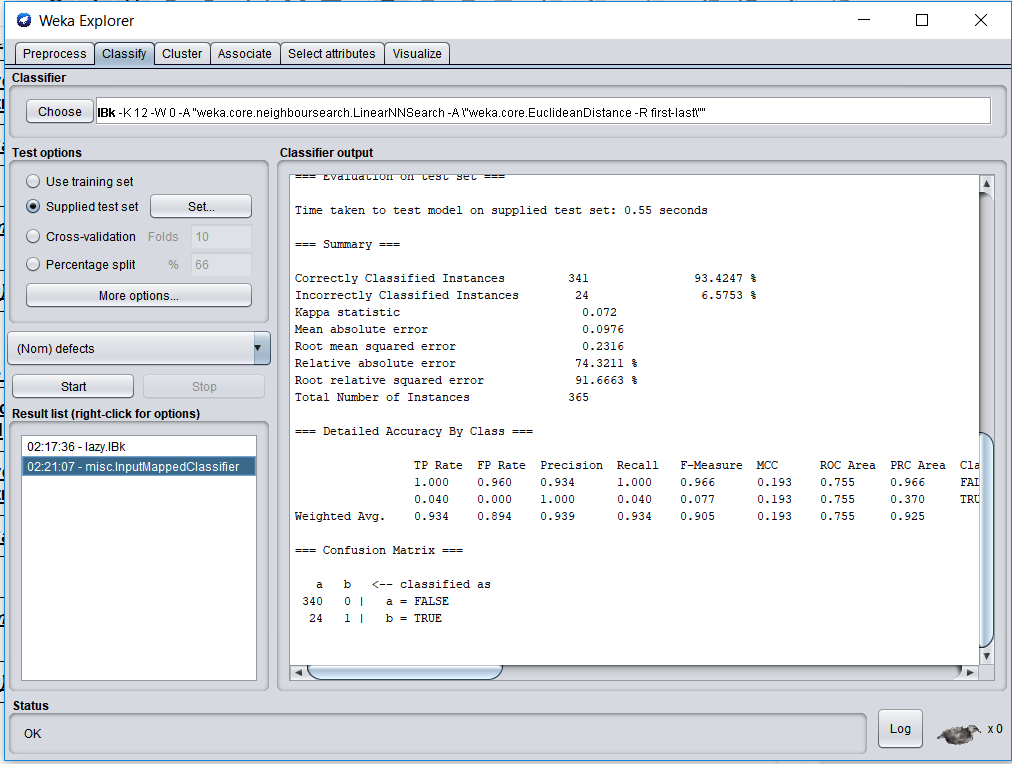 Weka Explorer
Preprocess Classify Cluster Associate Select attributes Visualize
Classifier
Choose IBk -K 12 -W 0 -A "weka.core.neighboursearch.LinearNNSearch -A \"weka.core.EuclideanDistance -R first-last\""
Test options
Use training set
Supplied test set Set...
Cross-validation Folds 10
Percentage split % 66
More options...
(Nom) defects
Start Stop
Result list (right-click for options)
02:17:36 - lazy.IBk
02:21:07 - misc.InputMappedClassifier
Classifier output
=== Evaluation on test set ===
Time taken to test model on supplied test set: 0.55 seconds
=== Summary ===
Correctly Classified Instances 341 93.4247 %
Incorrectly Classified Instances 24 6.5753 %
Kappa statistic 0.072
Mean absolute error 0.0976
Root mean squared error 0.2316
Relative absolute error 74.3211 %
Root relative squared error 91.6663 %
Total Number of Instances 365
=== Detailed Accuracy By Class ===
TP Rate FP Rate Precision Recall F-Measure MCC ROC Area PRC Area Cla
1.000 0.960 0.934 1.000 0.966 0.193 0.755 0.966 FAL
0.040 0.000 1.000 0.040 0.077 0.193 0.755 0.370 TRU
Weighted Avg. 0.934 0.894 0.939 0.934 0.905 0.193 0.755 0.925
=== Confusion Matrix ===
a b <-- classified as
340 0 | a = FALSE
24 1 | b = TRUE
Status
OK
Log x 0